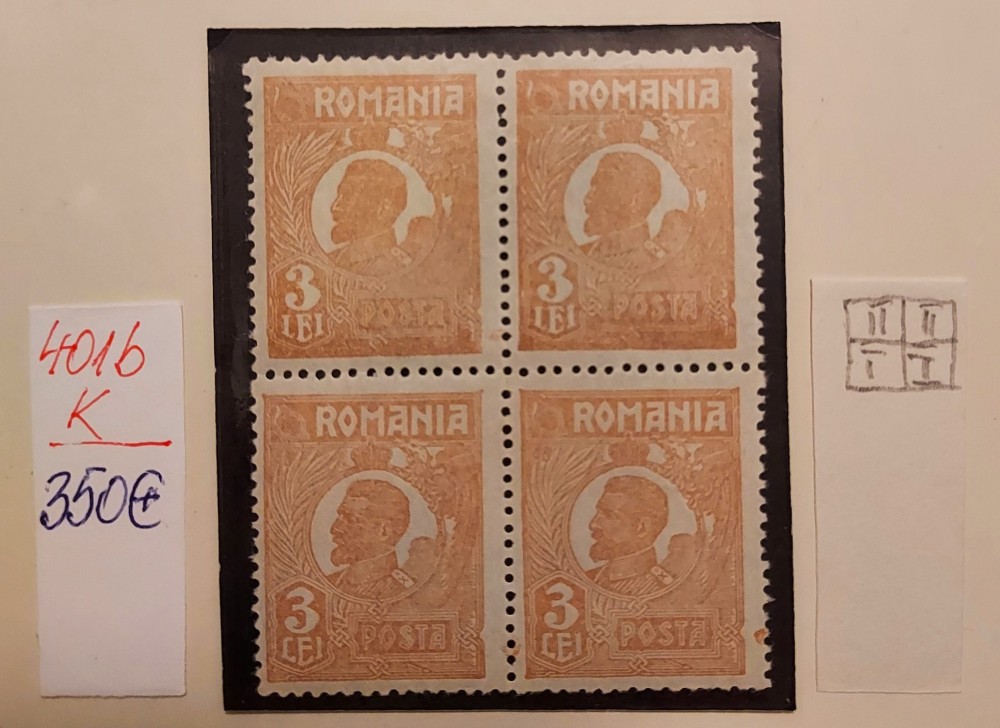 ROMANIA
3
LEI
POSTA
ROMANIA
3
LEI
POSTA
ROMANIA
3
LEI
POSTA
ROMANIA
3
LEI
POSTA
401b
K
350€
II II
I I